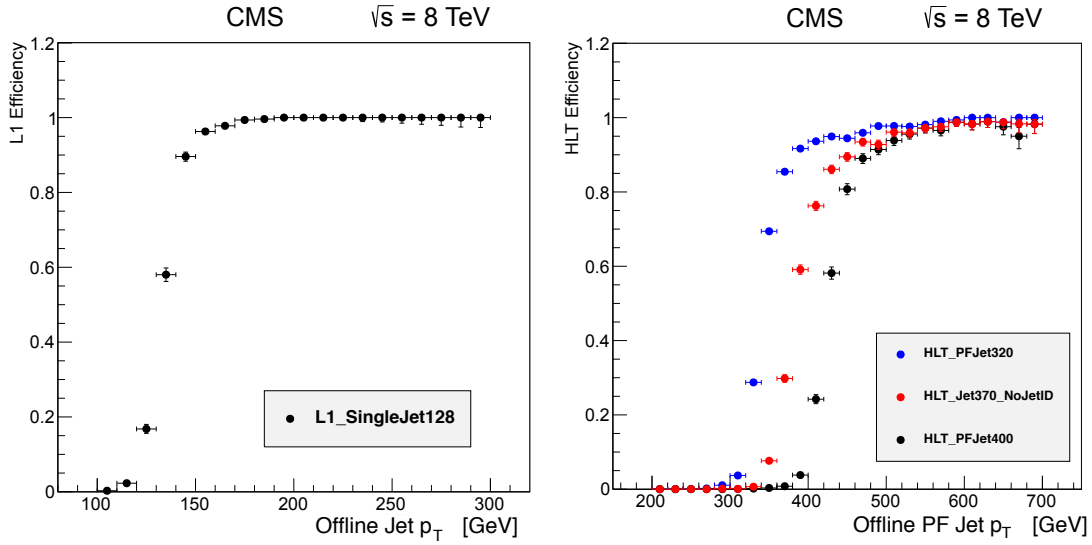 CMS √s = 8 TeV
L1 Efficiency
1.2
1
0.8
0.6
0.4
0.2
0
L1_SingleJet128
100 150 200 250 300
Offline Jet p_T [GeV]
CMS √s = 8 TeV
HLT Efficiency
1.2
1
0.8
0.6
0.4
0.2
0
HLT_PFJet320
HLT_Jet370_NoJetID
HLT_PFJet400
200 300 400 500 600 700
Offline PF Jet p_T [GeV]